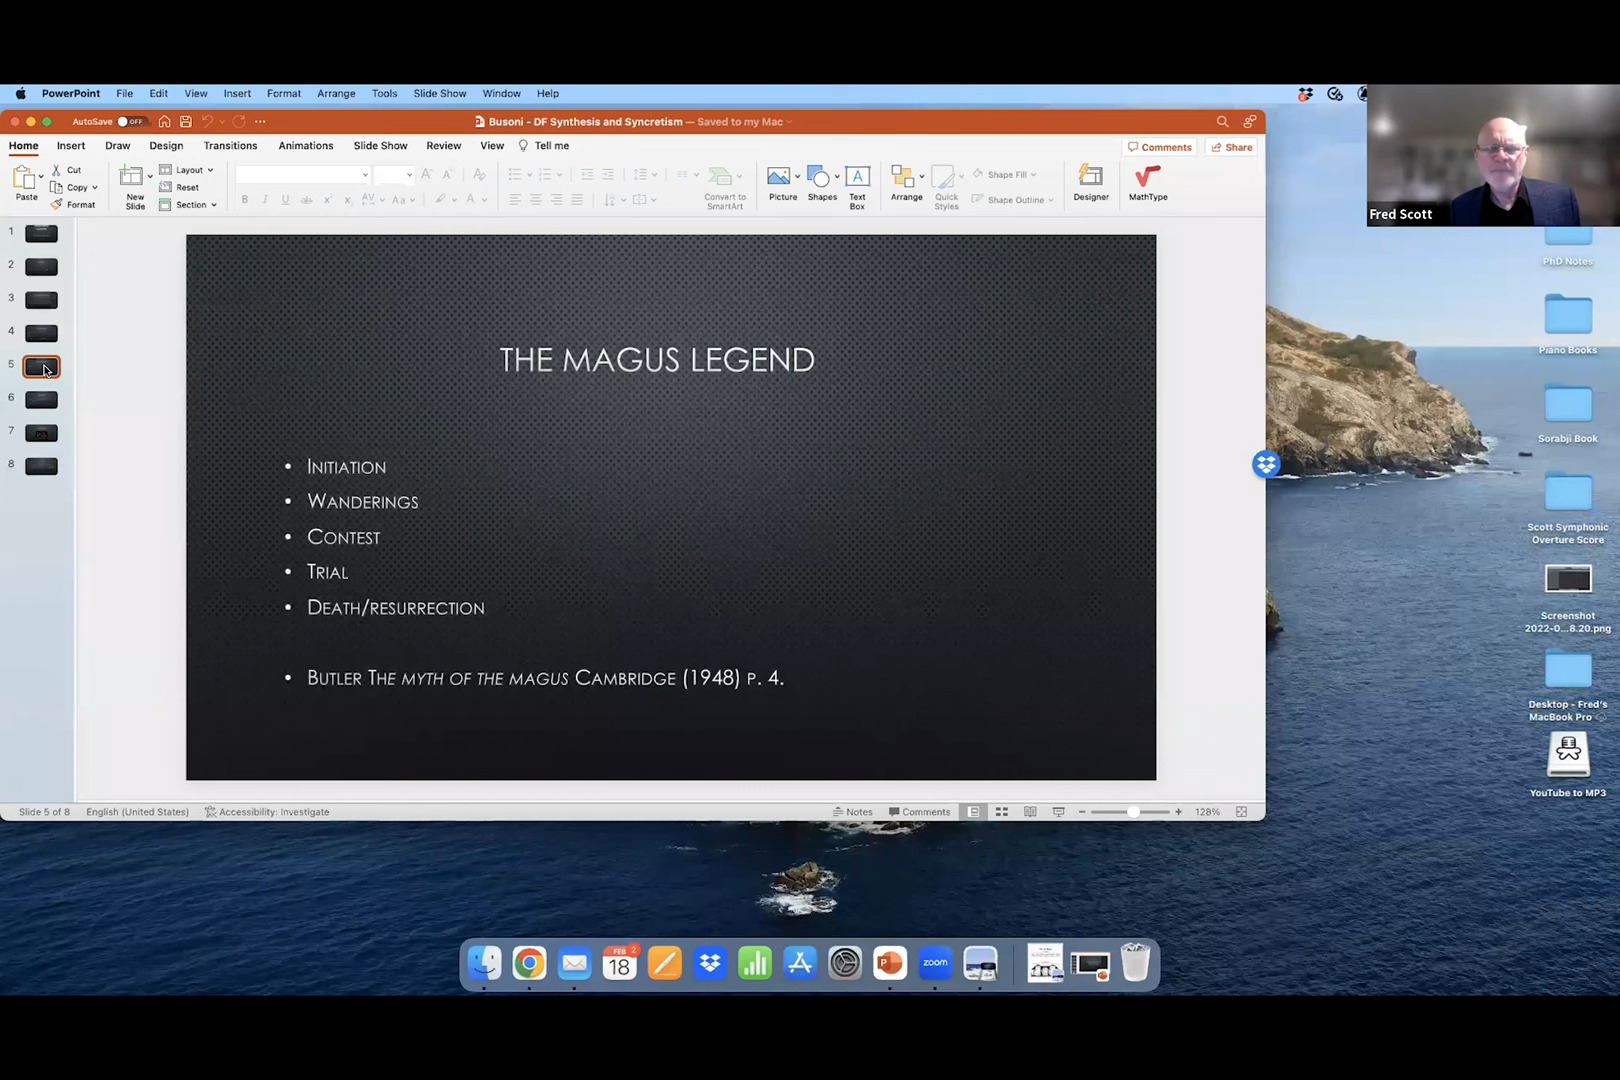 PowerPoint File Edit View Insert Format Arrange Tools Slide Show Window Help
AutoSave OFF
Busoni - DF Synthesis and Syncretism — Saved to my Mac
Home Insert Draw Design Transitions Animations Slide Show Review View Tell me
Comments Share
Paste
Cut
Copy
Format
New
Slide
Layout
Reset
Section
B I U ab
Aa
Convert to
SmartArt
Picture
Shapes
Text
Box
Arrange
Quick
Styles
Shape Fill
Shape Outline
Designer
MathType
Fred Scott
1
2
3
4
5
6
7
8
THE MAGUS LEGEND
• INITIATION
• WANDERINGS
• CONTEST
• TRIAL
• DEATH/RESURRECTION
• BUTLER THE MYTH OF THE MAGUS CAMBRIDGE (1948) P. 4.
PhD Notes
Piano Books
Sorabji Book
Scott Symphonic
Overture Score
Screenshot
2022-0...8.20.png
Desktop - Fred's
MacBook Pro
YouTube to MP3
Slide 5 of 8 English (United States) Accessibility: Investigate
Notes Comments 128%
FEB 2
18
zoom